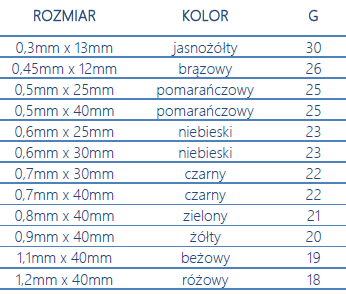 ROZMIAR KOLOR G
0,3mm x 13mm jasnożółty 30
0,45mm x 12mm brązowy 26
0,5mm x 25mm pomarańczowy 25
0,5mm x 40mm pomarańczowy 25
0,6mm x 25mm niebieski 23
0,6mm x 30mm niebieski 23
0,7mm x 30mm czarny 22
0,7mm x 40mm czarny 22
0,8mm x 40mm zielony 21
0,9mm x 40mm żółty 20
1,1mm x 40mm beżowy 19
1,2mm x 40mm różowy 18